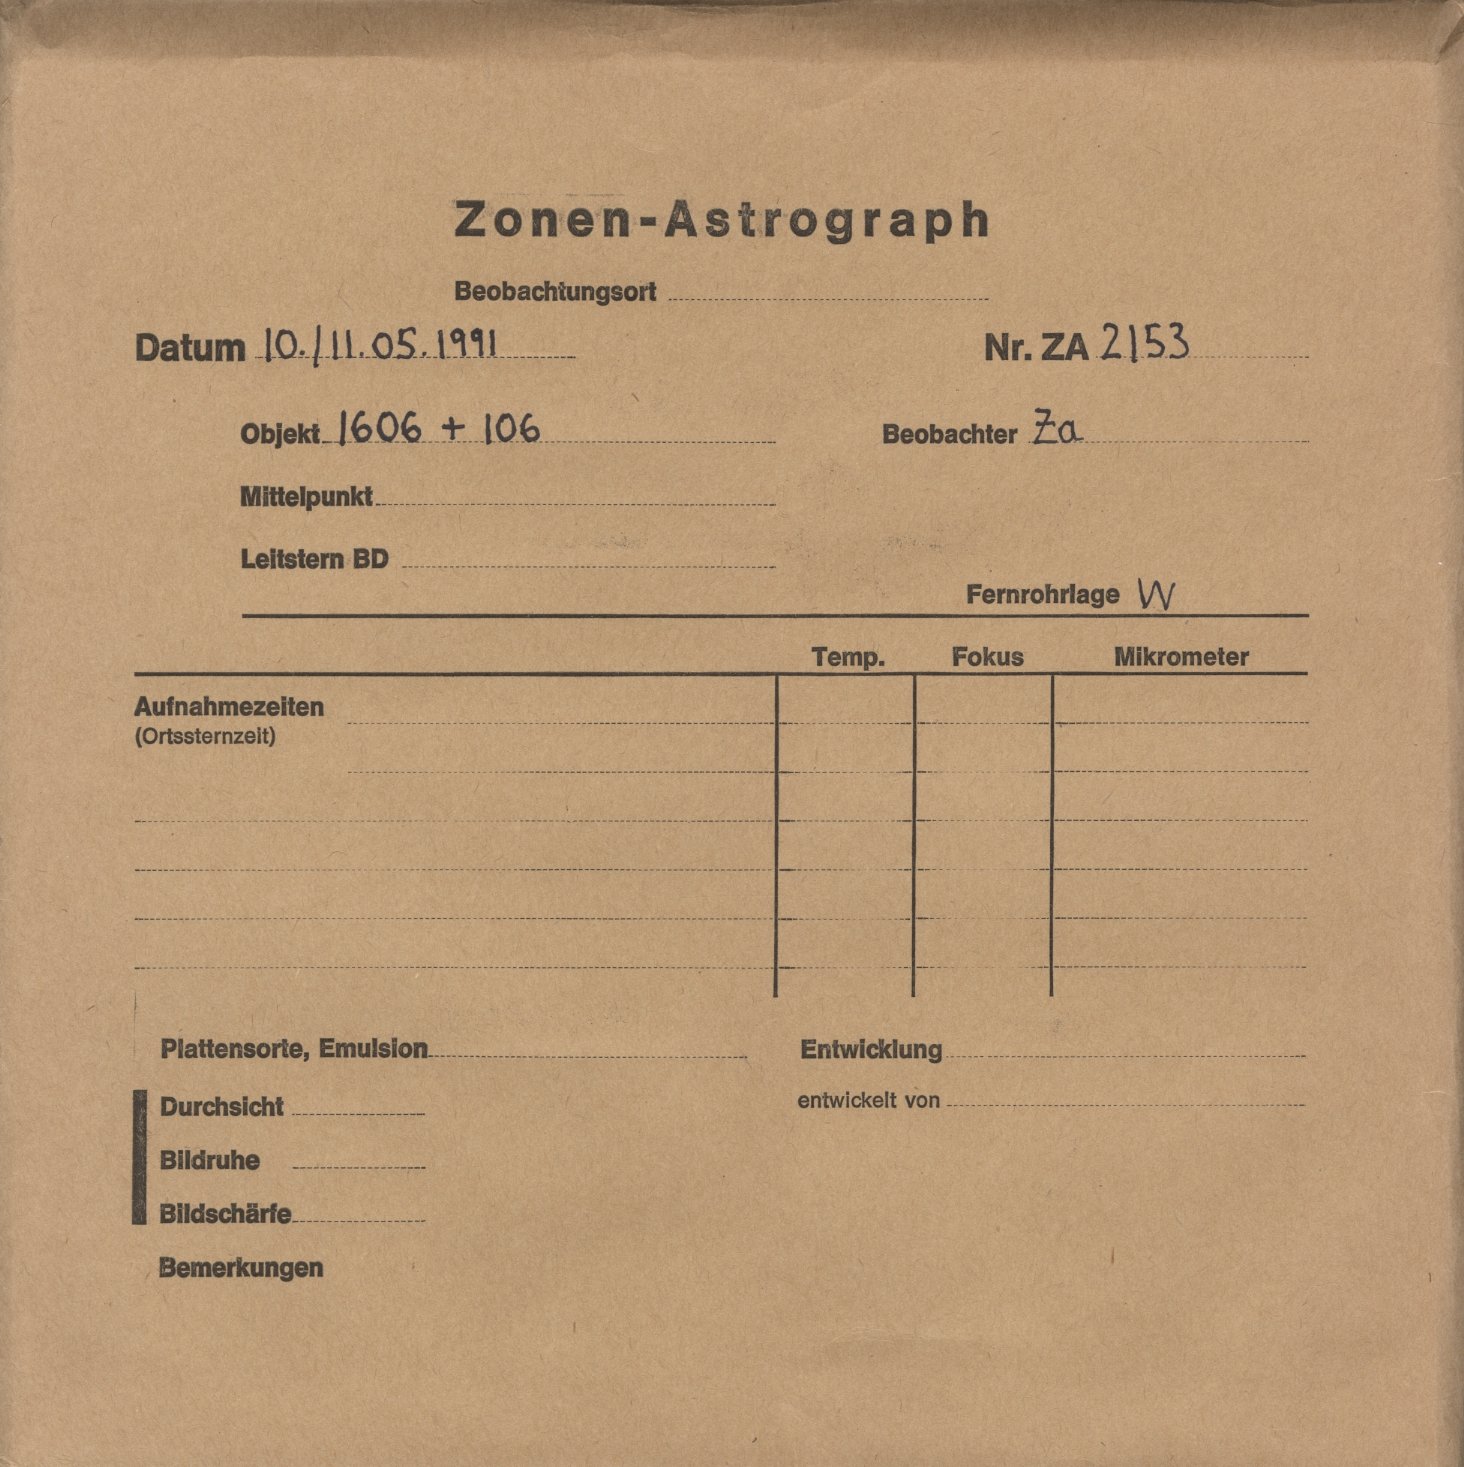 Zonen-Astrograph
Beobachtungsort
Datum 10./11.05.1991 Nr. ZA 2153
Objekt 1606 + 106 Beobachter Za
Mittelpunkt
Leitstern BD
Fernrohrlage W
Temp. Fokus Mikrometer
Aufnahmezeiten
(Ortssternzeit)
Plattensorte, Emulsion Entwicklung
Durchsicht entwickelt von
Bildruhe
Bildschärfe
Bemerkungen